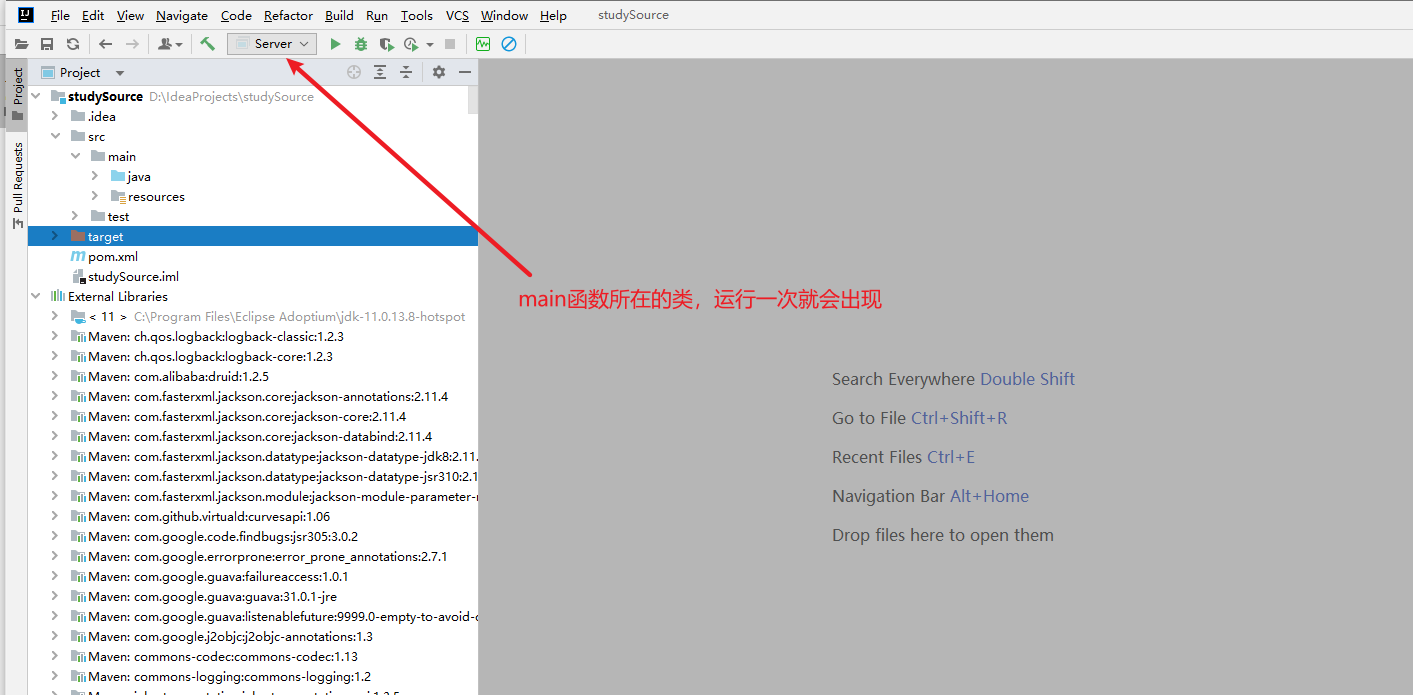 IJ
File Edit View Navigate Code Refactor Build Run Tools VCS Window Help studySource
Server
Project
Project
Pull Requests
studySource D:\IdeaProjects\studySource
.idea
src
main
java
resources
test
target
m pom.xml
studySource.iml
External Libraries
< 11 > C:\Program Files\Eclipse Adoptium\jdk-11.0.13.8-hotspot
Maven: ch.qos.logback:logback-classic:1.2.3
Maven: ch.qos.logback:logback-core:1.2.3
Maven: com.alibaba:druid:1.2.5
Maven: com.fasterxml.jackson.core:jackson-annotations:2.11.4
Maven: com.fasterxml.jackson.core:jackson-core:2.11.4
Maven: com.fasterxml.jackson.core:jackson-databind:2.11.4
Maven: com.fasterxml.jackson.datatype:jackson-datatype-jdk8:2.11.
Maven: com.fasterxml.jackson.datatype:jackson-datatype-jsr310:2.1
Maven: com.fasterxml.jackson.module:jackson-module-parameter-
Maven: com.github.virtuald:curvesapi:1.06
Maven: com.google.code.findbugs:jsr305:3.0.2
Maven: com.google.errorprone:error_prone_annotations:2.7.1
Maven: com.google.guava:failureaccess:1.0.1
Maven: com.google.guava:guava:31.0.1-jre
Maven: com.google.guava:listenablefuture:9999.0-empty-to-avoid-
Maven: com.google.j2objc:j2objc-annotations:1.3
Maven: commons-codec:commons-codec:1.13
Maven: commons-logging:commons-logging:1.2
main函数所在的类，运行一次就会出现
Search Everywhere Double Shift
Go to File Ctrl+Shift+R
Recent Files Ctrl+E
Navigation Bar Alt+Home
Drop files here to open them